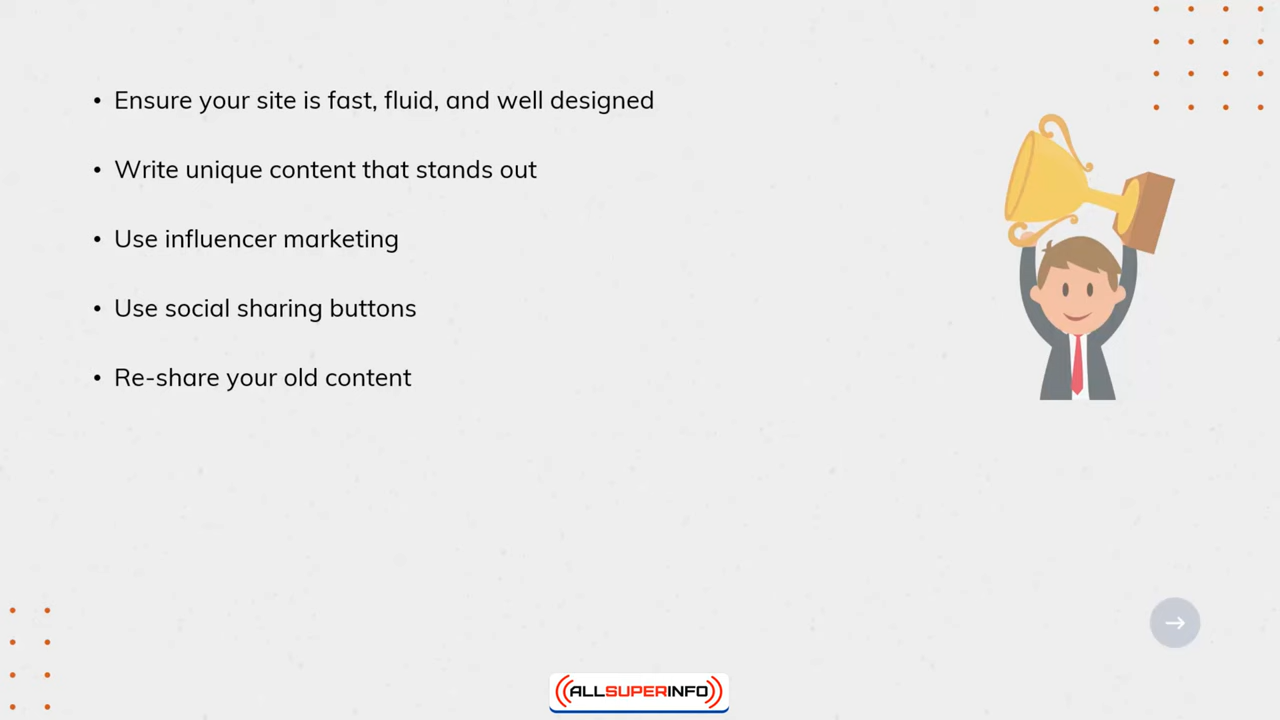 • Ensure your site is fast, fluid, and well designed
• Write unique content that stands out
• Use influencer marketing
• Use social sharing buttons
• Re-share your old content
ALLSUPERINFO